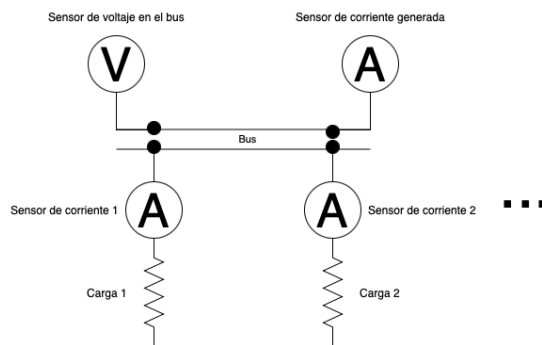 Sensor de voltaje en el bus
Sensor de corriente generada
V
A
Bus
Sensor de corriente 1
A
A
Sensor de corriente 2
Carga 1
Carga 2